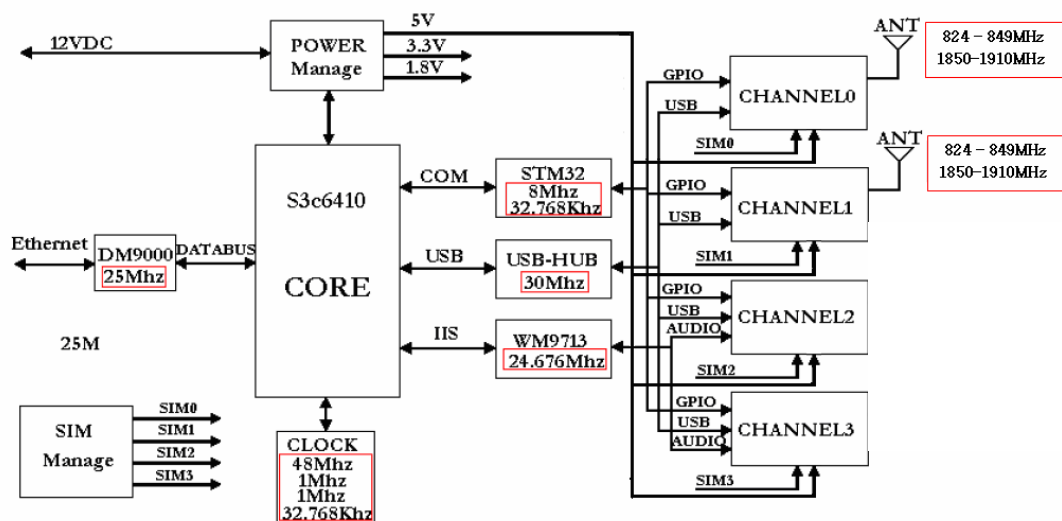 12VDC
POWER
Manage
5V
3.3V
1.8V
ANT
824 - 849MHz
1850-1910MHz
GPIO
USB
CHANNEL0
SIM0
ANT
824 - 849MHz
1850-1910MHz
GPIO
USB
CHANNEL1
SIM1
S3c6410
CORE
COM
STM32
8Mhz
32.768Khz
Ethernet
DM9000
25Mhz
DATABUS
USB
USB-HUB
30Mhz
GPIO
USB
AUDIO
CHANNEL2
SIM2
IIS
WM9713
24.676Mhz
25M
GPIO
USB
AUDIO
CHANNEL3
SIM3
SIM
Manage
SIM0
SIM1
SIM2
SIM3
CLOCK
48Mhz
1Mhz
1Mhz
32.768Khz